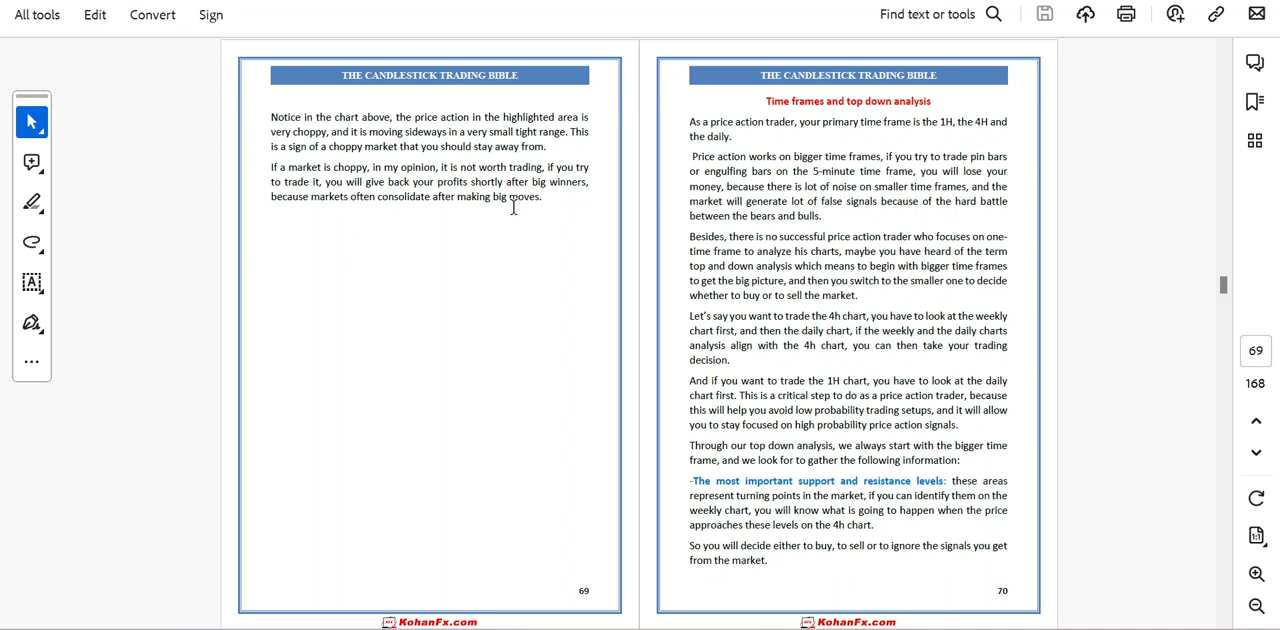 All tools Edit Convert Sign Find text or tools
THE CANDLESTICK TRADING BIBLE
Notice in the chart above, the price action in the highlighted area is
very choppy, and it is moving sideways in a very small tight range. This
is a sign of a choppy market that you should stay away from.
If a market is choppy, in my opinion, it is not worth trading, if you try
to trade it, you will give back your profits shortly after big winners,
because markets often consolidate after making big moves.
69
KohanFx.com
THE CANDLESTICK TRADING BIBLE
Time frames and top down analysis
As a price action trader, your primary time frame is the 1H, the 4H and
the daily.
Price action works on bigger time frames, if you try to trade pin bars
or engulfing bars on the 5-minute time frame, you will lose your
money, because there is lot of noise on smaller time frames, and the
market will generate lot of false signals because of the hard battle
between the bears and bulls.
Besides, there is no successful price action trader who focuses on one-
time frame to analyze his charts, maybe you have heard of the term
top and down analysis which means to begin with bigger time frames
to get the big picture, and then you switch to the smaller one to decide
whether to buy or to sell the market.
Let's say you want to trade the 4h chart, you have to look at the weekly
chart first, and then the daily chart, if the weekly and the daily charts
analysis align with the 4h chart, you can then take your trading
decision.
And if you want to trade the 1H chart, you have to look at the daily
chart first. This is a critical step to do as a price action trader, because
this will help you avoid low probability trading setups, and it will allow
you to stay focused on high probability price action signals.
Through our top down analysis, we always start with the bigger time
frame, and we look for to gather the following information:
-The most important support and resistance levels: these areas
represent turning points in the market, if you can identify them on the
weekly chart, you will know what is going to happen when the price
approaches these levels on the 4h chart.
So you will decide either to buy, to sell or to ignore the signals you get
from the market.
70
KohanFx.com
69
168
1:1